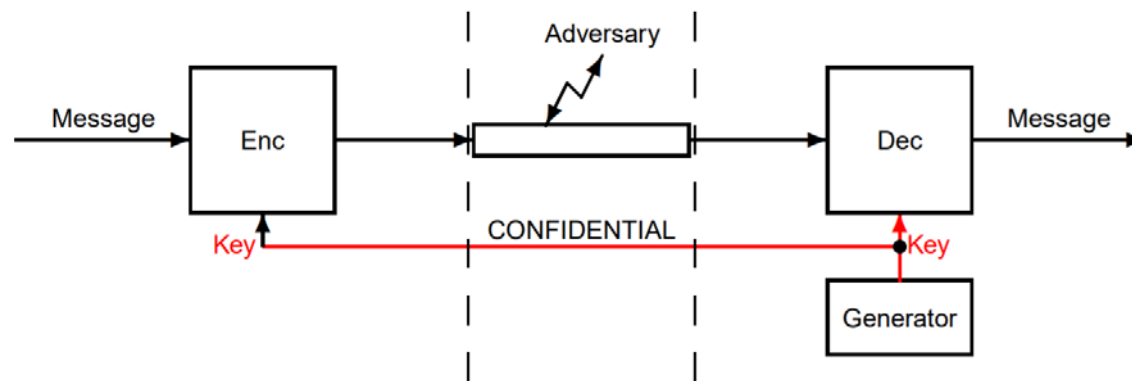 Adversary
Message
Enc
Dec
Message
CONFIDENTIAL
Key
Key
Generator